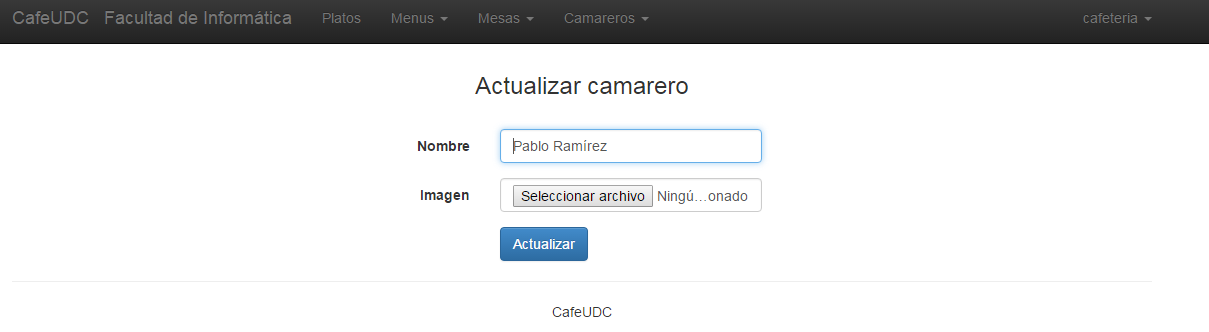 CafeUDC Facultad de Informática Platos Menus Mesas Camareros cafeteria
Actualizar camarero
Nombre Pablo Ramírez
Imagen Seleccionar archivo Ningú…onado
Actualizar
CafeUDC